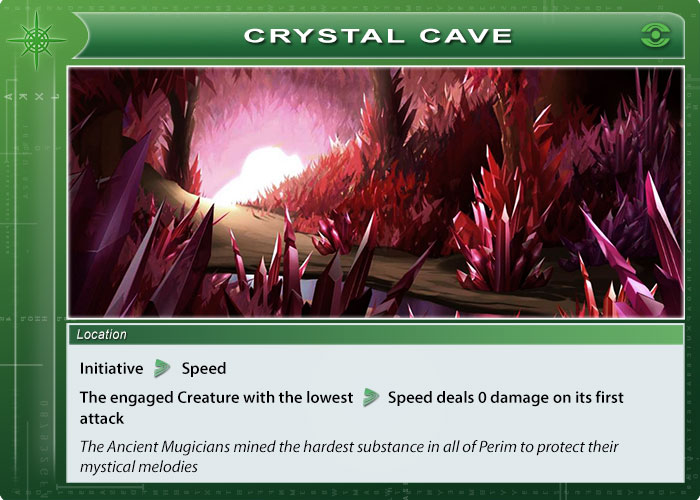 CRYSTAL CAVE
Location
Initiative Speed
The engaged Creature with the lowest Speed deals 0 damage on its first
attack
The Ancient Mugicians mined the hardest substance in all of Perim to protect their
mystical melodies